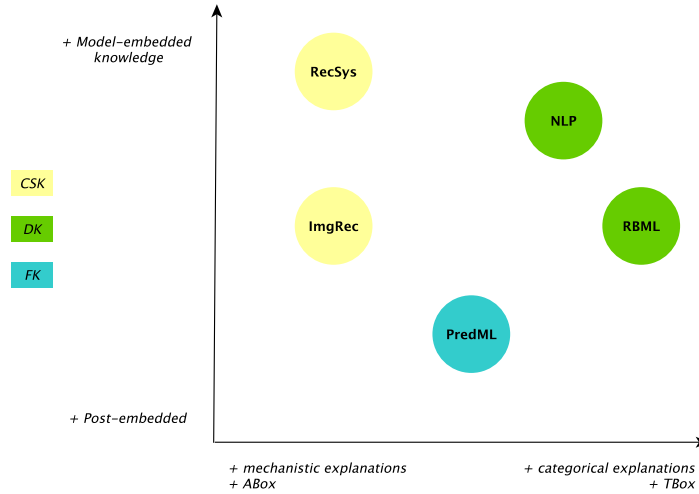 + Model-embedded
knowledge
RecSys
NLP
CSK
DK
ImgRec
RBML
FK
PredML
+ Post-embedded
+ mechanistic explanations
+ ABox
+ categorical explanations
+ TBox